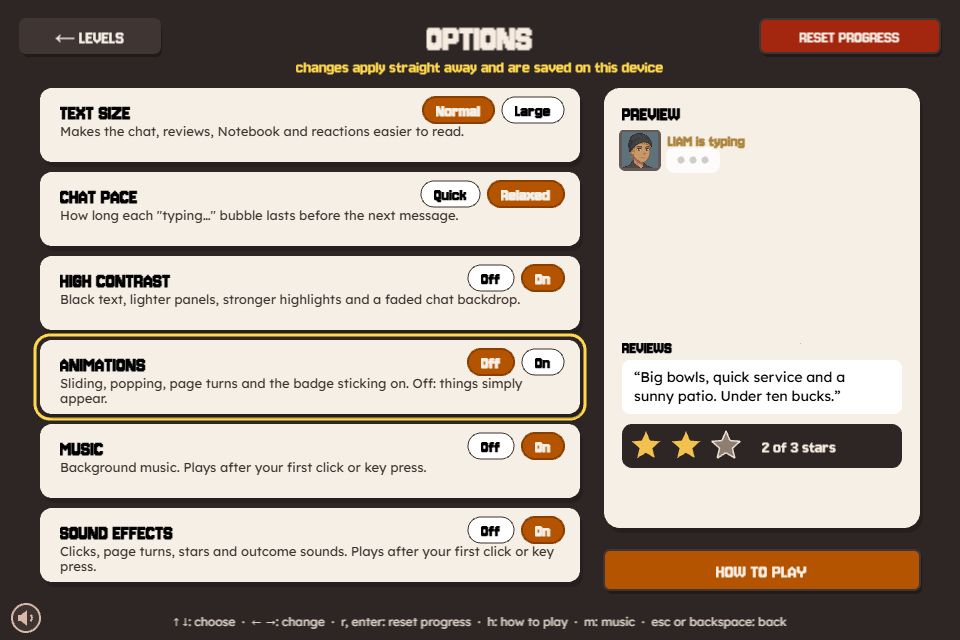 ← LEVELS
OPTIONS
RESET PROGRESS
changes apply straight away and are saved on this device
TEXT SIZE
Normal
Large
Makes the chat, reviews, Notebook and reactions easier to read.
CHAT PACE
Quick
Relaxed
How long each "typing…" bubble lasts before the next message.
HIGH CONTRAST
Off
On
Black text, lighter panels, stronger highlights and a faded chat backdrop.
ANIMATIONS
Off
On
Sliding, popping, page turns and the badge sticking on. Off: things simply
appear.
MUSIC
Off
On
Background music. Plays after your first click or key press.
SOUND EFFECTS
Off
On
Clicks, page turns, stars and outcome sounds. Plays after your first click or key
press.
PREVIEW
LIAM is typing
REVIEWS
“Big bowls, quick service and a
sunny patio. Under ten bucks.”
2 of 3 stars
HOW TO PLAY
↑ ↓: choose · ← →: change · r, enter: reset progress · h: how to play · m: music · esc or backspace: back